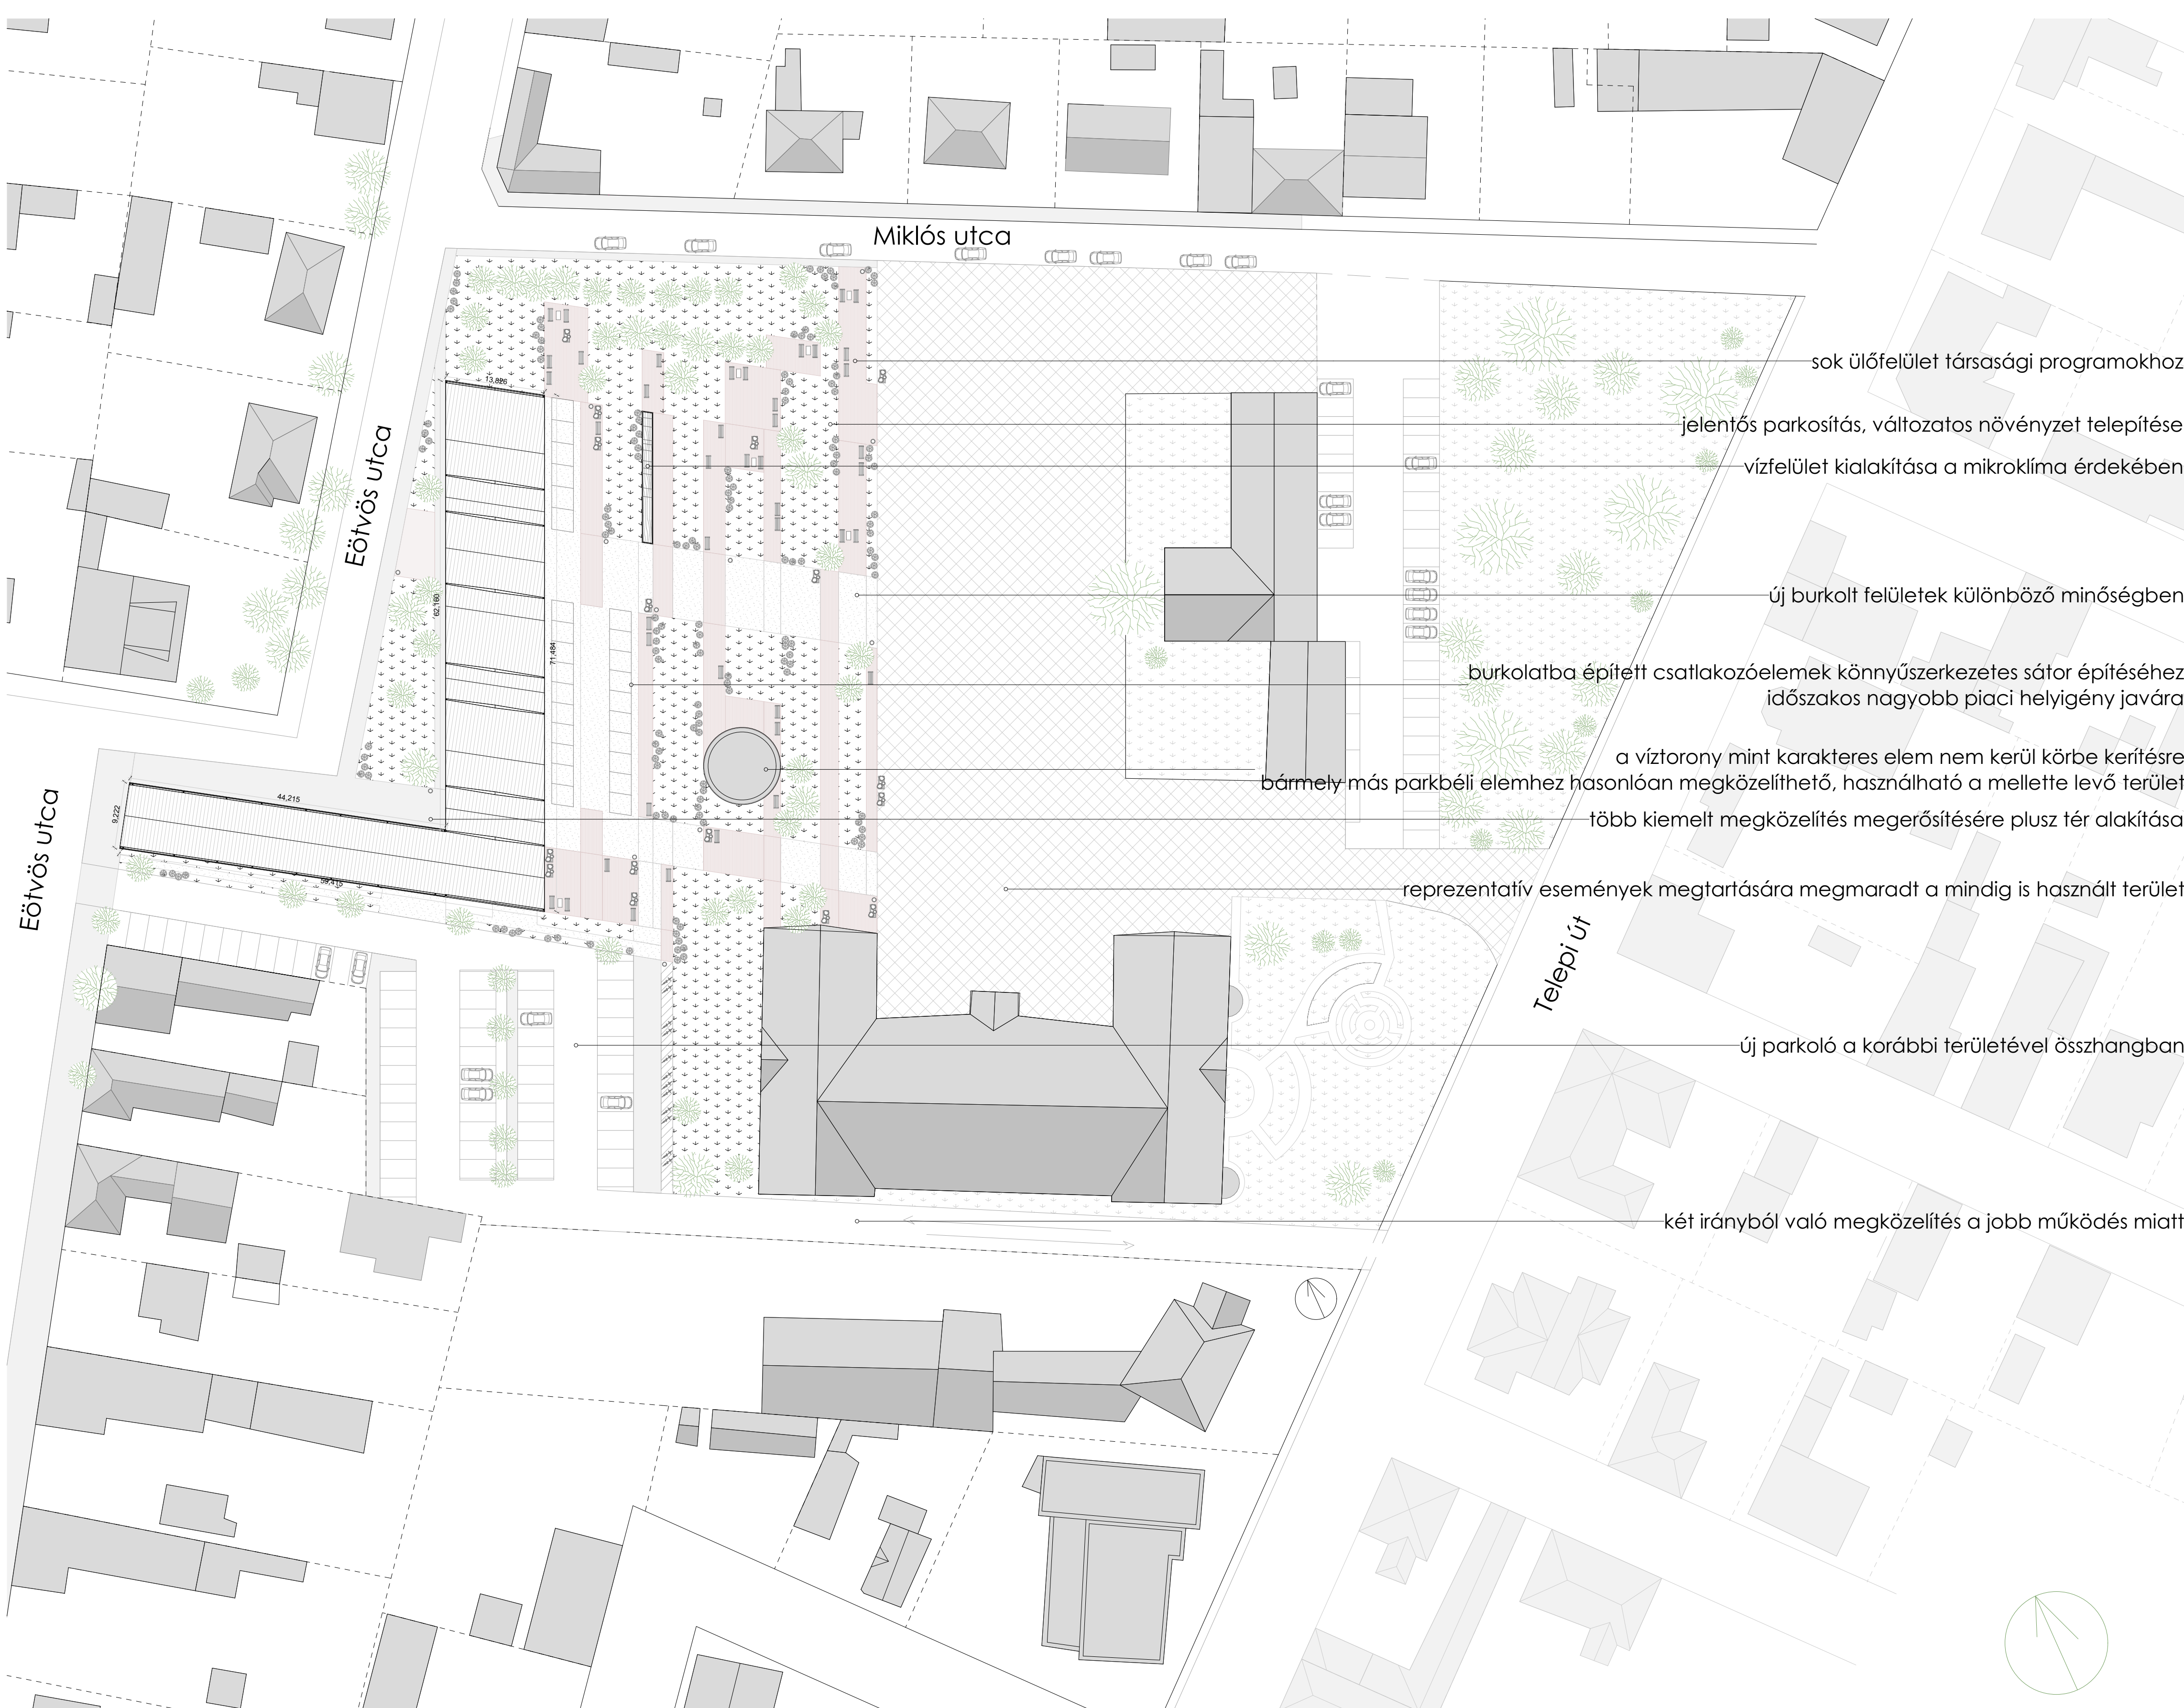 Miklós utca
sok ülőfelület társasági programokhoz
13,826
jelentős parkosítás, változatos növényzet telepítése
vízfelület kialakítása a mikroklíma érdekében
Eötvös utca
új burkolt felületek különböző minőségben
62,160
71,484
burkolatba épített csatlakozóelemek könnyűszerkezetes sátor építéséhez
időszakos nagyobb piaci helyigény javára
a víztorony mint karakteres elem nem kerül körbe kerítésre
bármely más parkbéli elemhez hasonlóan megközelíthető, használható a mellette levő terület
44,215
9,222
több kiemelt megközelítés megerősítésére plusz tér alakítása
Eötvös utca
59,415
reprezentatív események megtartására megmaradt a mindig is használt terület
Telepi út
új parkoló a korábbi területével összhangban
két irányból való megközelítés a jobb működés miatt